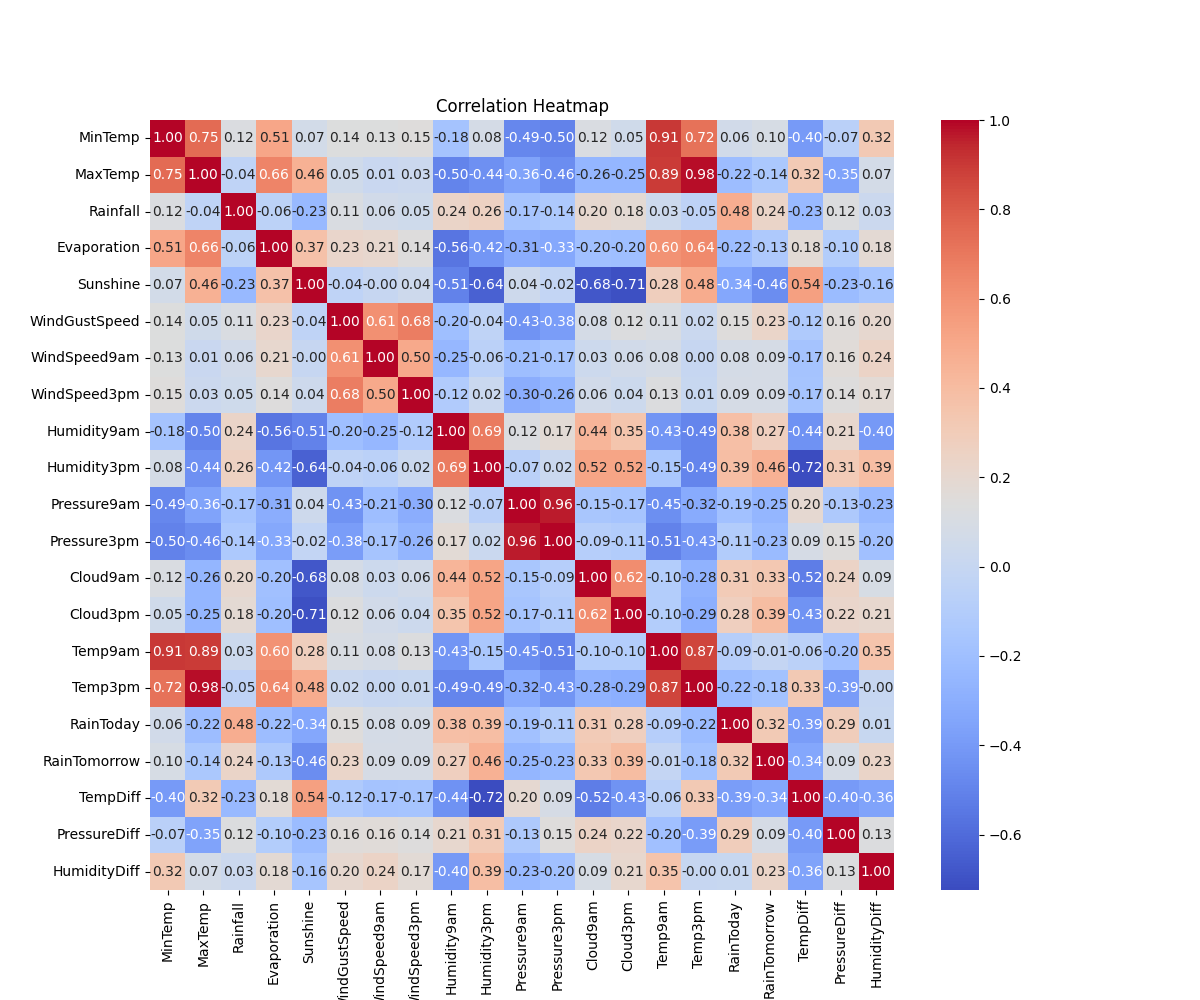 Correlation Heatmap
MinTemp 1.00 0.75 0.12 0.51 0.07 0.14 0.13 0.15 -0.18 0.08 -0.49 -0.50 0.12 0.05 0.91 0.72 0.06 0.10 -0.40 -0.07 0.32
MaxTemp 0.75 1.00 -0.04 0.66 0.46 0.05 0.01 0.03 -0.50 -0.44 -0.36 -0.46 -0.26 -0.25 0.89 0.98 -0.22 -0.14 0.32 -0.35 0.07
Rainfall 0.12 -0.04 1.00 -0.06 -0.23 0.11 0.06 0.05 0.24 0.26 -0.17 -0.14 0.20 0.18 0.03 -0.05 0.48 0.24 -0.23 0.12 0.03
Evaporation 0.51 0.66 -0.06 1.00 0.37 0.23 0.21 0.14 -0.56 -0.42 -0.31 -0.33 -0.20 -0.20 0.60 0.64 -0.22 -0.13 0.18 -0.10 0.18
Sunshine 0.07 0.46 -0.23 0.37 1.00 -0.04 -0.00 0.04 -0.51 -0.64 0.04 -0.02 -0.68 -0.71 0.28 0.48 -0.34 -0.46 0.54 -0.23 -0.16
WindGustSpeed 0.14 0.05 0.11 0.23 -0.04 1.00 0.61 0.68 -0.20 -0.04 -0.43 -0.38 0.08 0.12 0.11 0.02 0.15 0.23 -0.12 0.16 0.20
WindSpeed9am 0.13 0.01 0.06 0.21 -0.00 0.61 1.00 0.50 -0.25 -0.06 -0.21 -0.17 0.03 0.06 0.08 0.00 0.08 0.09 -0.17 0.16 0.24
WindSpeed3pm 0.15 0.03 0.05 0.14 0.04 0.68 0.50 1.00 -0.12 0.02 -0.30 -0.26 0.06 0.04 0.13 0.01 0.09 0.09 -0.17 0.14 0.17
Humidity9am -0.18 -0.50 0.24 -0.56 -0.51 -0.20 -0.25 -0.12 1.00 0.69 0.12 0.17 0.44 0.35 -0.43 -0.49 0.38 0.27 -0.44 0.21 -0.40
Humidity3pm 0.08 -0.44 0.26 -0.42 -0.64 -0.04 -0.06 0.02 0.69 1.00 -0.07 0.02 0.52 0.52 -0.15 -0.49 0.39 0.46 -0.72 0.31 0.39
Pressure9am -0.49 -0.36 -0.17 -0.31 0.04 -0.43 -0.21 -0.30 0.12 -0.07 1.00 0.96 -0.15 -0.17 -0.45 -0.32 -0.19 -0.25 0.20 -0.13 -0.23
Pressure3pm -0.50 -0.46 -0.14 -0.33 -0.02 -0.38 -0.17 -0.26 0.17 0.02 0.96 1.00 -0.09 -0.11 -0.51 -0.43 -0.11 -0.23 0.09 0.15 -0.20
Cloud9am 0.12 -0.26 0.20 -0.20 -0.68 0.08 0.03 0.06 0.44 0.52 -0.15 -0.09 1.00 0.62 -0.10 -0.28 0.31 0.33 -0.52 0.24 0.09
Cloud3pm 0.05 -0.25 0.18 -0.20 -0.71 0.12 0.06 0.04 0.35 0.52 -0.17 -0.11 0.62 1.00 -0.10 -0.29 0.28 0.39 -0.43 0.22 0.21
Temp9am 0.91 0.89 0.03 0.60 0.28 0.11 0.08 0.13 -0.43 -0.15 -0.45 -0.51 -0.10 -0.10 1.00 0.87 -0.09 -0.01 -0.06 -0.20 0.35
Temp3pm 0.72 0.98 -0.05 0.64 0.48 0.02 0.00 0.01 -0.49 -0.49 -0.32 -0.43 -0.28 -0.29 0.87 1.00 -0.22 -0.18 0.33 -0.39 -0.00
RainToday 0.06 -0.22 0.48 -0.22 -0.34 0.15 0.08 0.09 0.38 0.39 -0.19 -0.11 0.31 0.28 -0.09 -0.22 1.00 0.32 -0.39 0.29 0.01
RainTomorrow 0.10 -0.14 0.24 -0.13 -0.46 0.23 0.09 0.09 0.27 0.46 -0.25 -0.23 0.33 0.39 -0.01 -0.18 0.32 1.00 -0.34 0.09 0.23
TempDiff -0.40 0.32 -0.23 0.18 0.54 -0.12 -0.17 -0.17 -0.44 -0.72 0.20 0.09 -0.52 -0.43 -0.06 0.33 -0.39 -0.34 1.00 -0.40 -0.36
PressureDiff -0.07 -0.35 0.12 -0.10 -0.23 0.16 0.16 0.14 0.21 0.31 -0.13 0.15 0.24 0.22 -0.20 -0.39 0.29 0.09 -0.40 1.00 0.13
HumidityDiff 0.32 0.07 0.03 0.18 -0.16 0.20 0.24 0.17 -0.40 0.39 -0.23 -0.20 0.09 0.21 0.35 -0.00 0.01 0.23 -0.36 0.13 1.00
MinTemp
MaxTemp
Rainfall
Evaporation
Sunshine
indGustSpeed
indSpeed9am
indSpeed3pm
Humidity9am
Humidity3pm
Pressure9am
Pressure3pm
Cloud9am
Cloud3pm
Temp9am
Temp3pm
RainToday
RainTomorrow
TempDiff
PressureDiff
HumidityDiff
1.0
0.8
0.6
0.4
0.2
0.0
−0.2
−0.4
−0.6